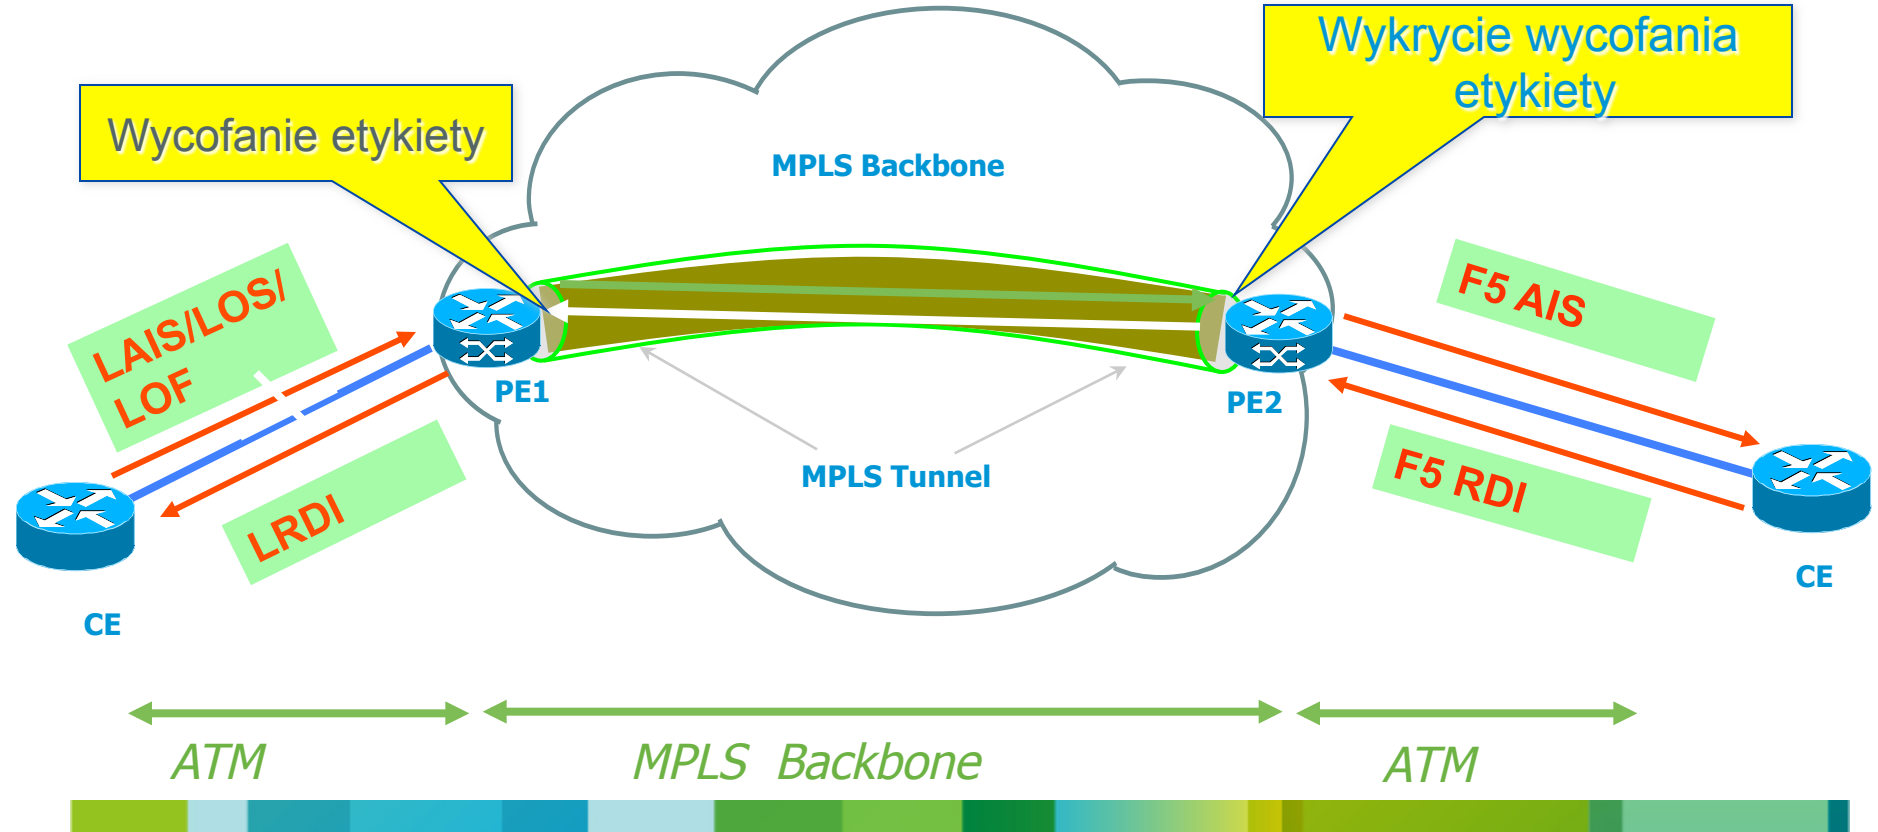 Wykrycie wycofania
etykiety
Wycofanie etykiety
MPLS Backbone
LAIS/LOS/
LOF
F5 AIS
PE1
PE2
MPLS Tunnel
F5 RDI
LRDI
CE
CE
ATM
MPLS Backbone
ATM